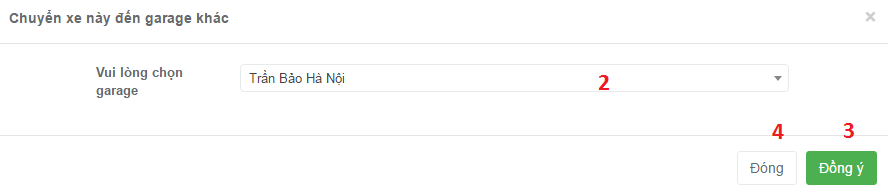 Chuyển xe này đến garage khác ×
Vui lòng chọn
garage
Trần Bảo Hà Nội
2
4
3
Đóng
Đồng ý